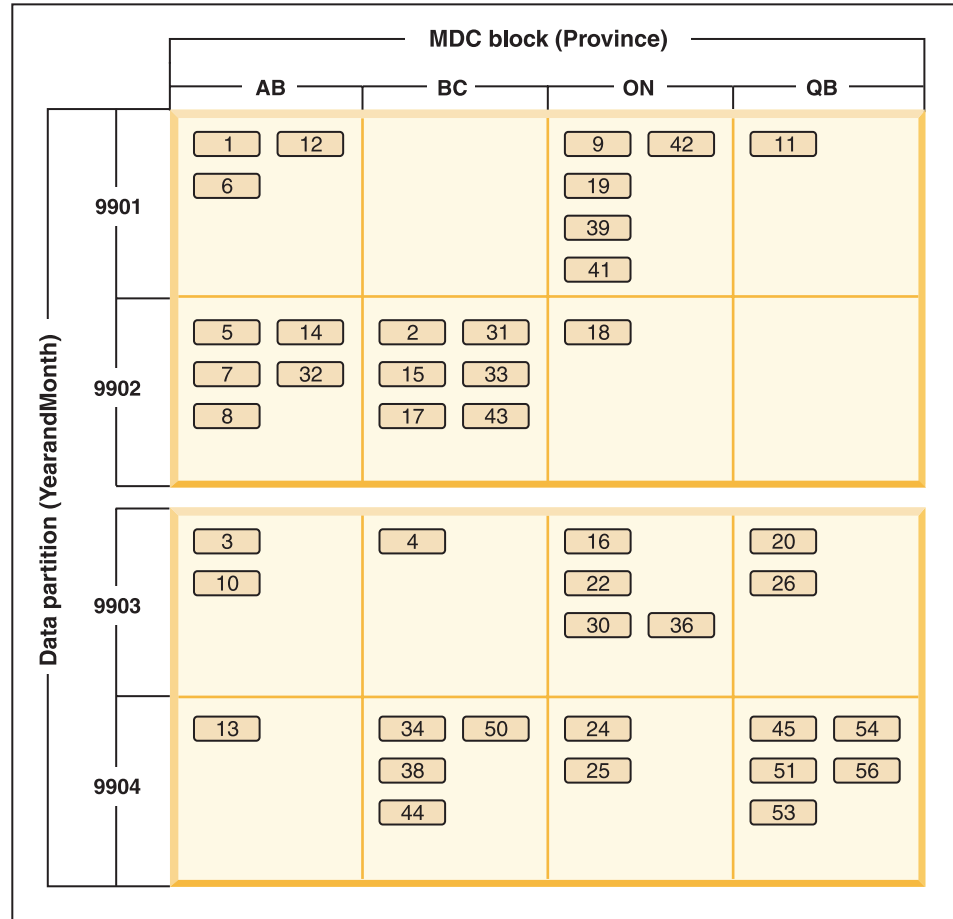 MDC block (Province)
AB BC ON QB
Data partition (YearandMonth)
9901
1 12 9 42 11
6 19
39
41
9902
5 14 2 31 18
7 32 15 33
8 17 43
9903
3 4 16 20
10 22 26
30 36
9904
13 34 50 24 45 54
38 25 51 56
44 53